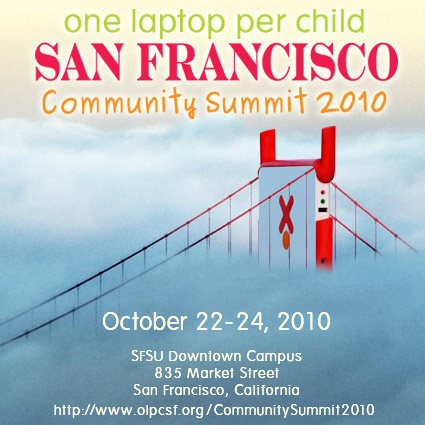 one laptop per child
SAN FRANCISCO
Community Summit 2010
October 22-24, 2010
SFSU Downtown Campus
835 Market Street
San Francisco, California
http://www.olpcsf.org/CommunitySummit2010